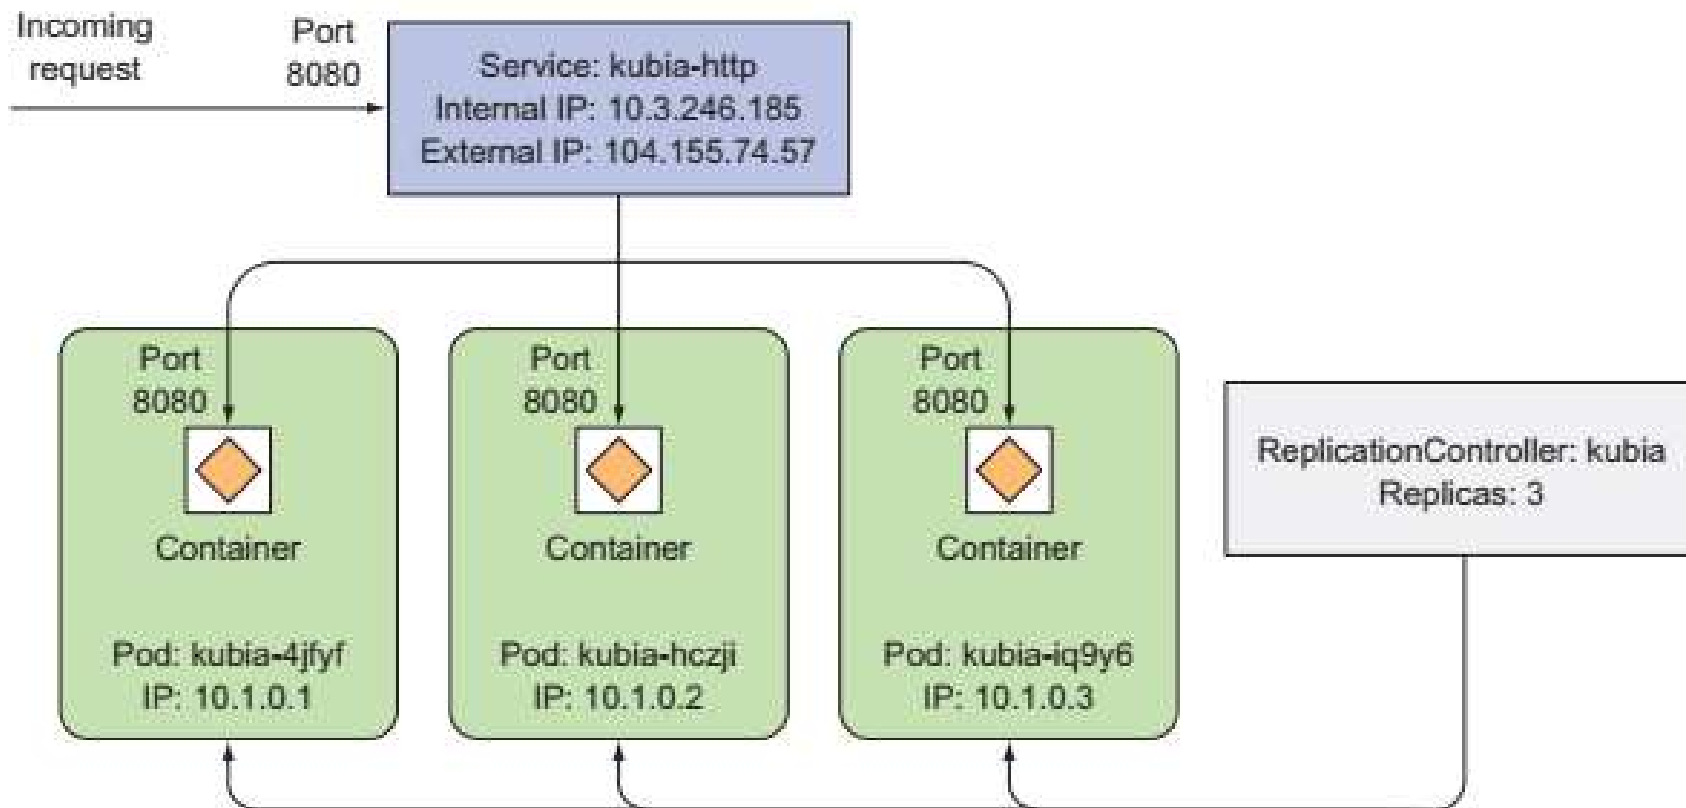 Incoming
request
Port
8080
Service: kubia-http
Internal IP: 10.3.246.185
External IP: 104.155.74.57
Port
8080
Container
Pod: kubia-4jfyf
IP: 10.1.0.1
Port
8080
Container
Pod: kubia-hczji
IP: 10.1.0.2
Port
8080
Container
Pod: kubia-iq9y6
IP: 10.1.0.3
ReplicationController: kubia
Replicas: 3